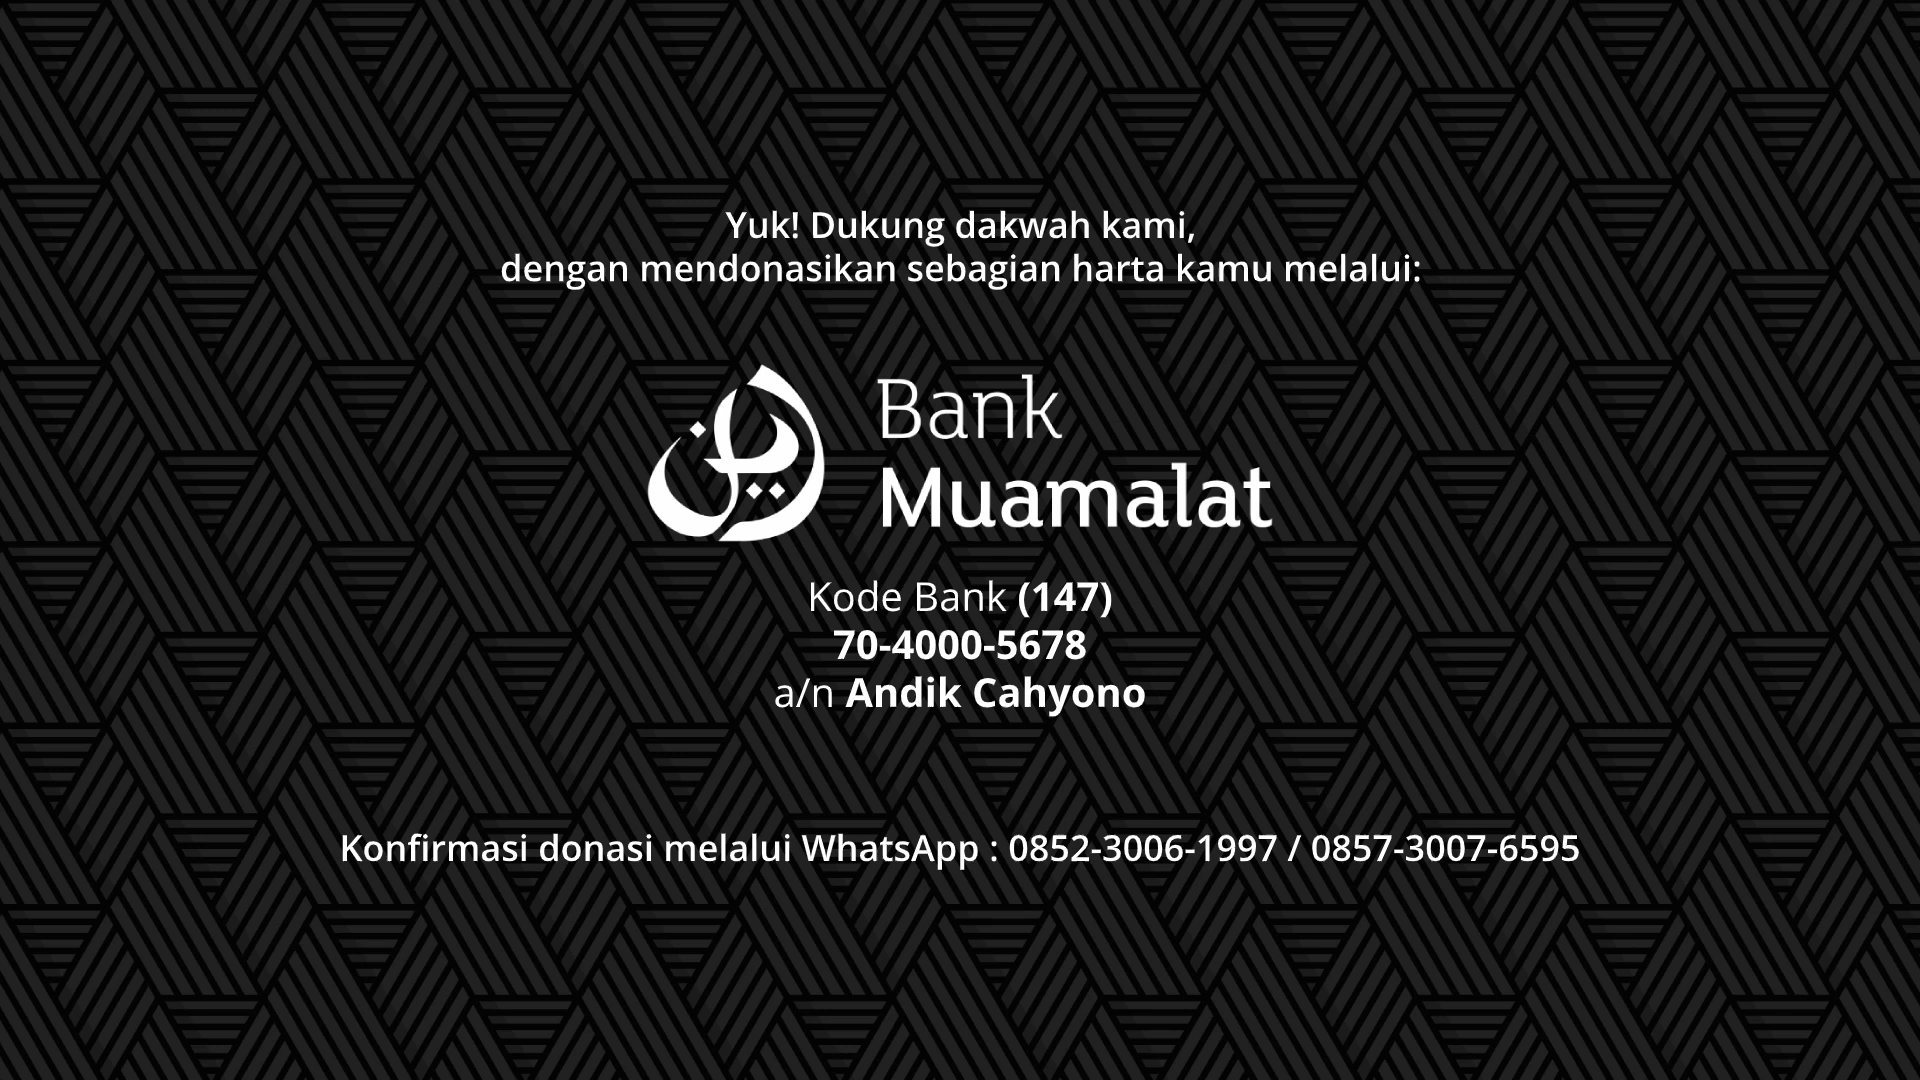 Yuk! Dukung dakwah kami,
dengan mendonasikan sebagian harta kamu melalui:
Bank
Muamalat
Kode Bank (147)
70-4000-5678
a/n Andik Cahyono
Konfirmasi donasi melalui WhatsApp : 0852-3006-1997 / 0857-3007-6595